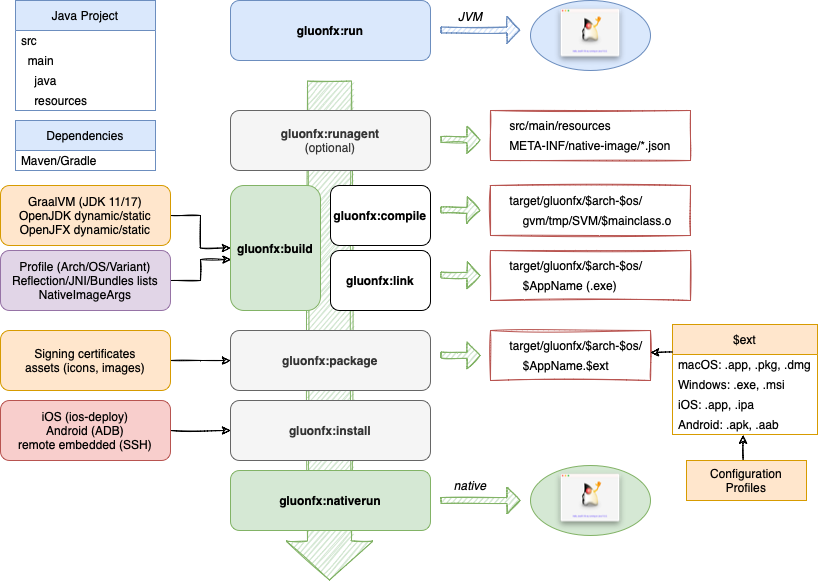 Java Project
src
main
java
resources
Dependencies
Maven/Gradle
gluonfx:run
JVM
gluonfx:runagent
(optional)
src/main/resources
META-INF/native-image/*.json
GraalVM (JDK 11/17)
OpenJDK dynamic/static
OpenJFX dynamic/static
Profile (Arch/OS/Variant)
Reflection/JNI/Bundles lists
NativeImageArgs
gluonfx:build
gluonfx:compile
gluonfx:link
target/gluonfx/$arch-$os/
gvm/tmp/SVM/$mainclass.o
target/gluonfx/$arch-$os/
$AppName (.exe)
Signing certificates
assets (icons, images)
gluonfx:package
target/gluonfx/$arch-$os/
$AppName.$ext
$ext
macOS: .app, .pkg, .dmg
Windows: .exe, .msi
iOS: .app, .ipa
Android: .apk, .aab
Configuration
Profiles
iOS (ios-deploy)
Android (ADB)
remote embedded (SSH)
gluonfx:install
gluonfx:nativerun
native